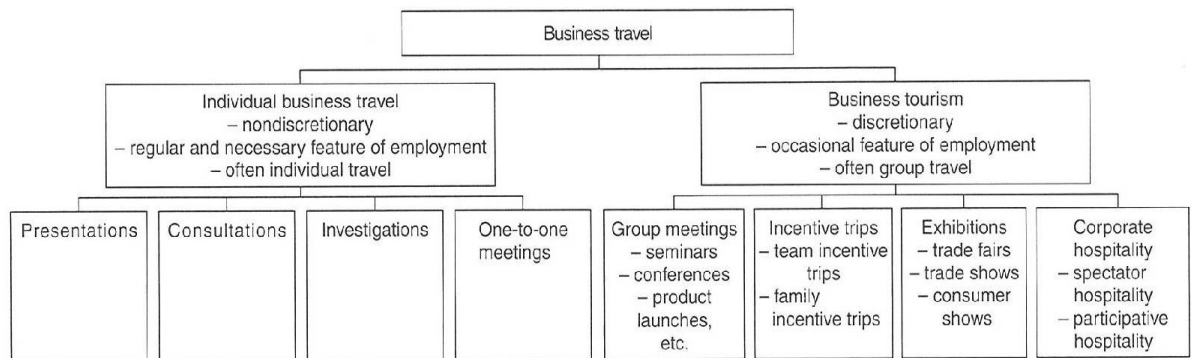 Business travel
Individual business travel
– nondiscretionary
– regular and necessary feature of employment
– often individual travel
Business tourism
– discretionary
– occasional feature of employment
– often group travel
Presentations
Consultations
Investigations
One-to-one
meetings
Group meetings
– seminars
– conferences
– product
launches,
etc.
Incentive trips
– team incentive
trips
– family
incentive trips
Exhibitions
– trade fairs
– trade shows
– consumer
shows
Corporate
hospitality
– spectator
hospitality
– participative
hospitality